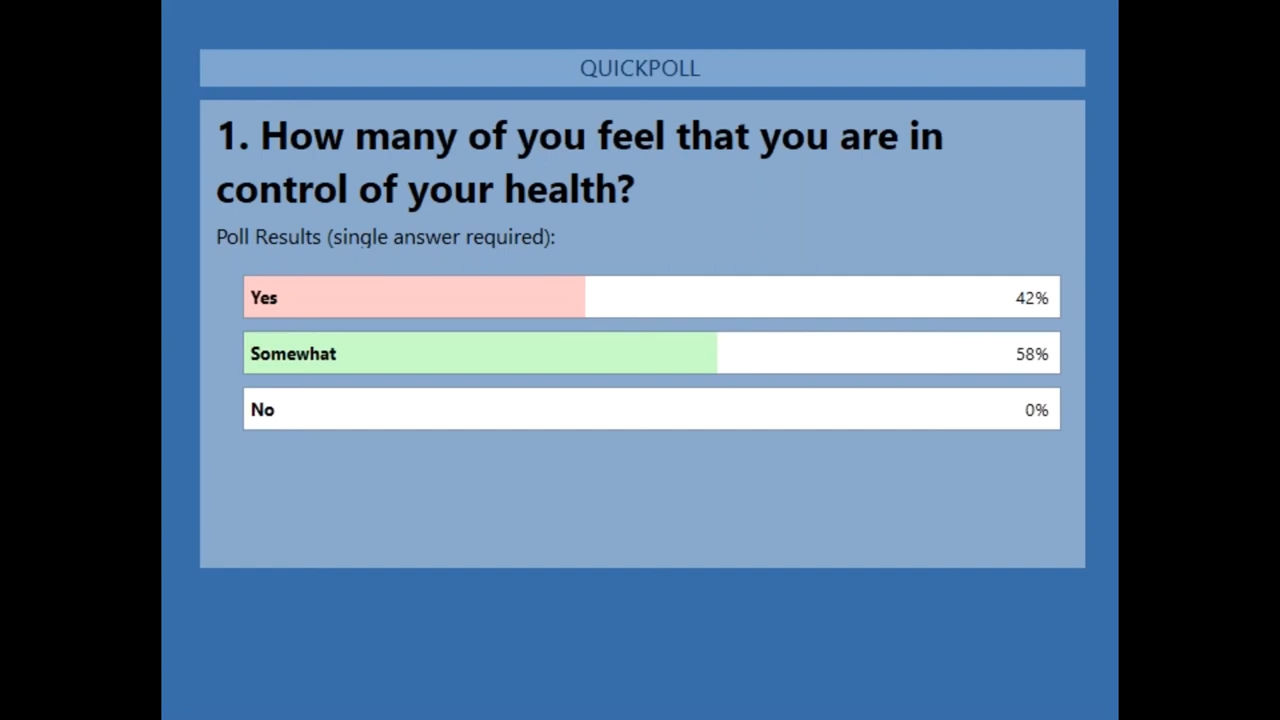 QUICKPOLL
1. How many of you feel that you are in
control of your health?
Poll Results (single answer required):
Yes 42%
Somewhat 58%
No 0%